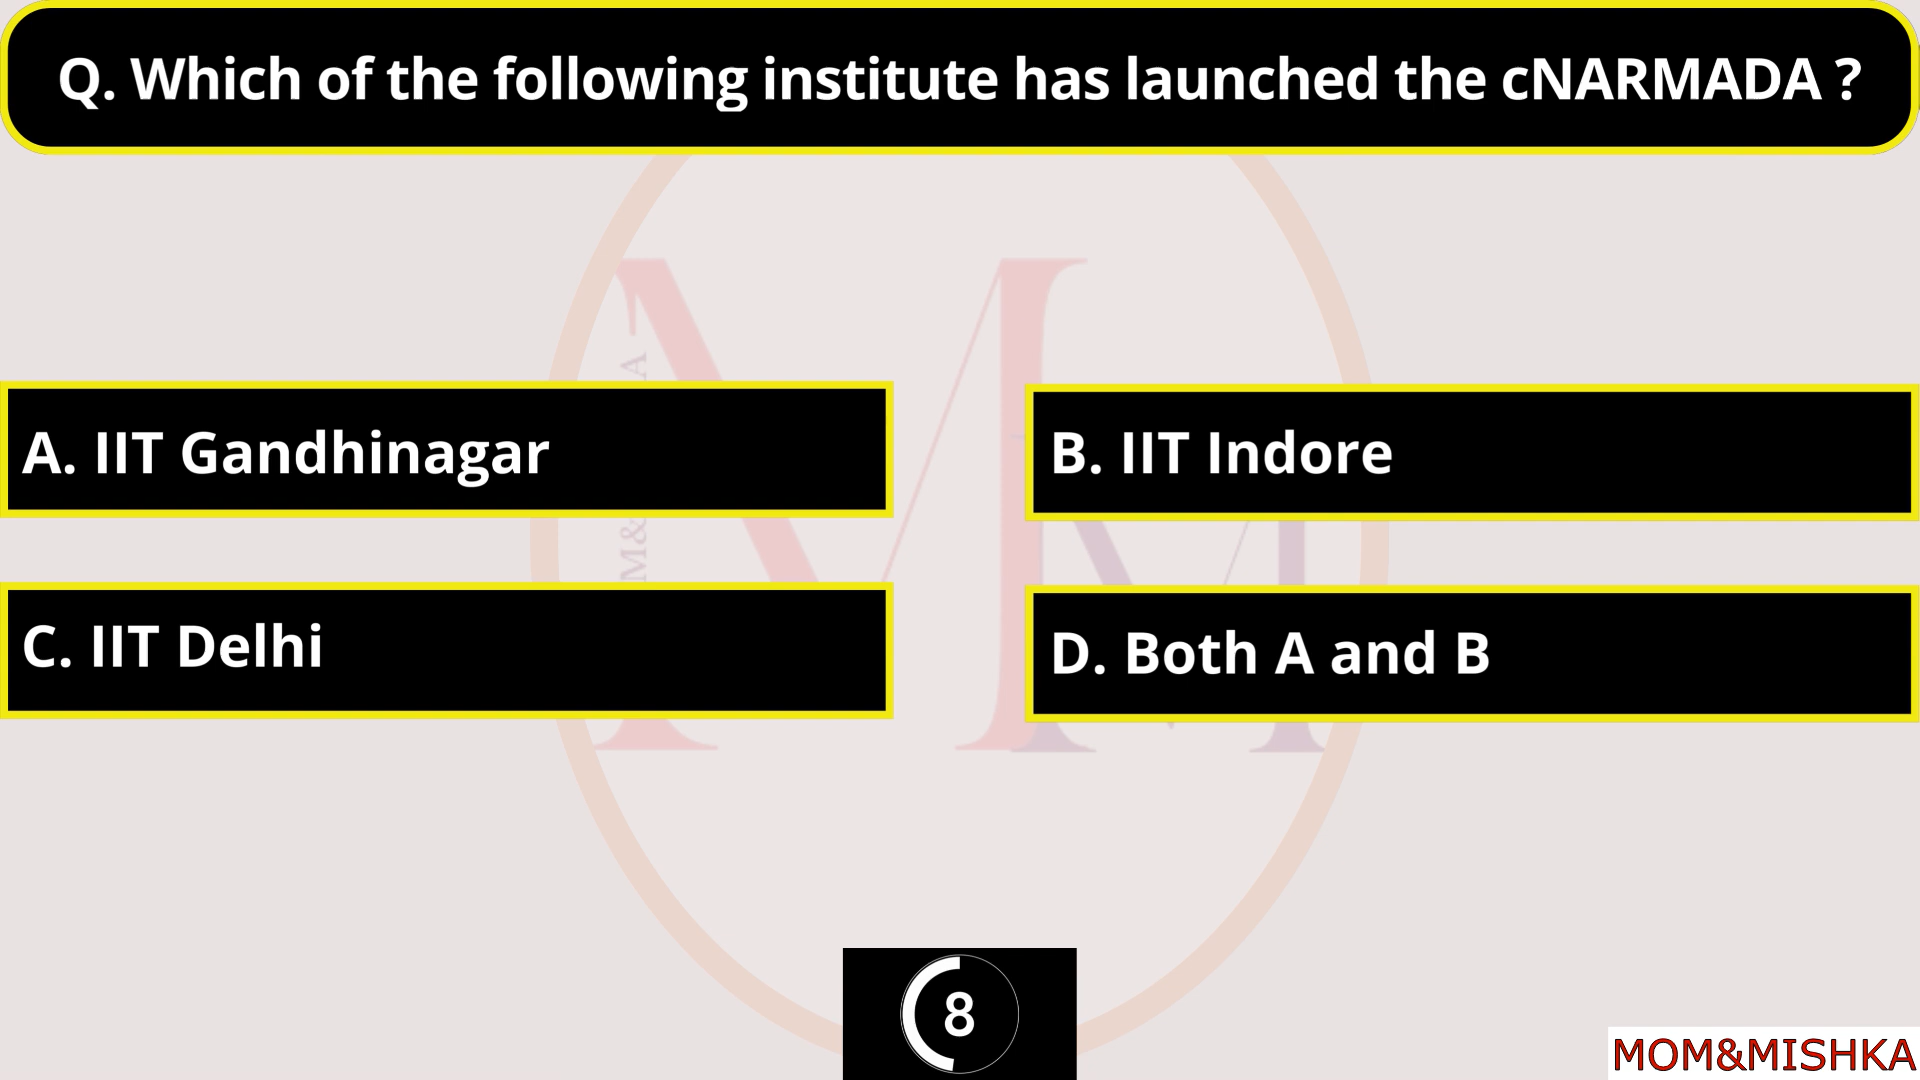 Q. Which of the following institute has launched the cNARMADA ?
A. IIT Gandhinagar
B. IIT Indore
C. IIT Delhi
D. Both A and B
8
MOM&MISHKA